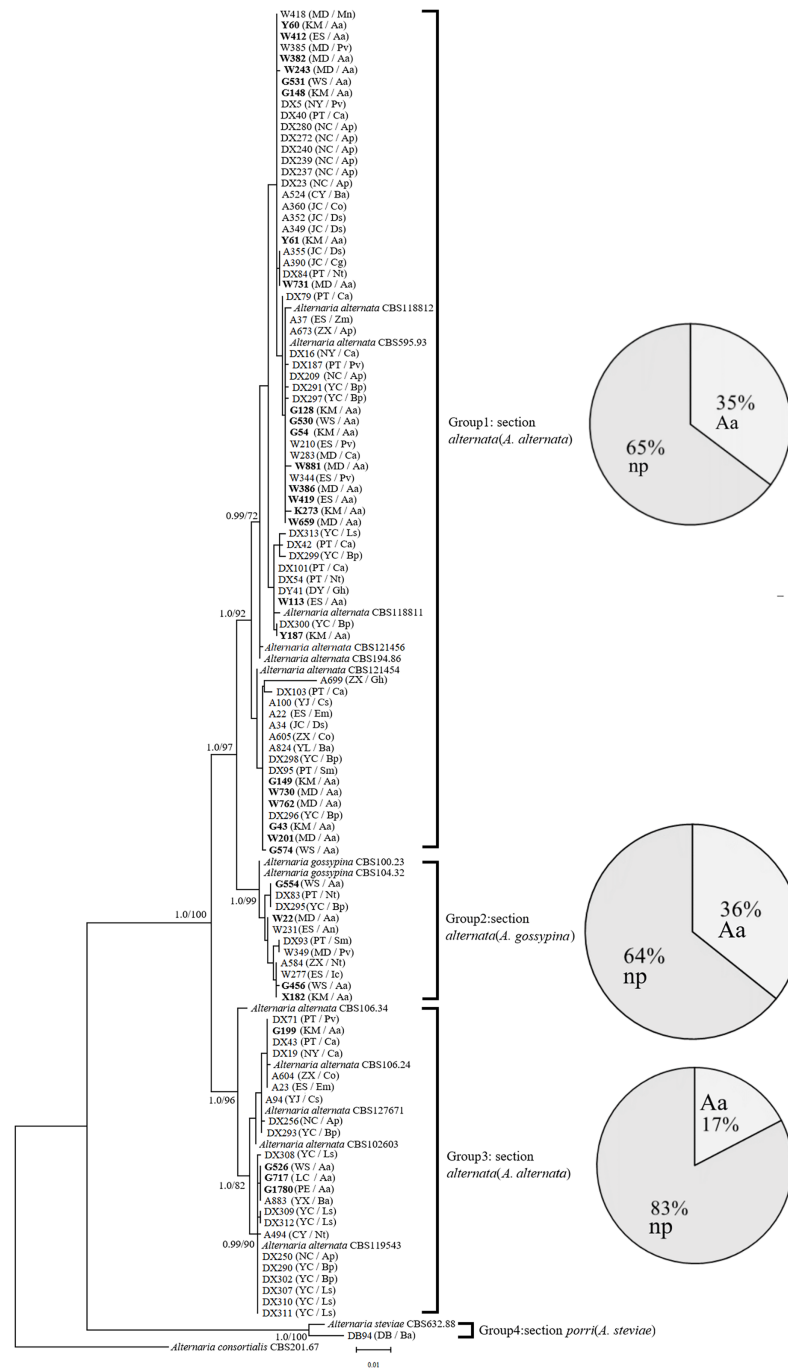 W418 (MD / Mn)
Y60 (KM / Aa)
W412 (ES / Aa)
W385 (MD / Pv)
W382 (MD / Aa)
W243 (MD / Aa)
G531 (WS / Aa)
G148 (KM / Aa)
DX5 (NY / Pv)
DX40 (PT / Ca)
DX280 (NC / Ap)
DX272 (NC / Ap)
DX240 (NC / Ap)
DX239 (NC / Ap)
DX237 (NC / Ap)
DX23 (NC / Ap)
A524 (CY / Ba)
A360 (JC / Co)
A352 (JC / Ds)
A349 (JC / Ds)
Y61 (KM / Aa)
A355 (JC / Ds)
A390 (JC / Cg)
DX84 (PT / Nt)
W731 (MD / Aa)
DX79 (PT / Ca)
Alternaria alternata CBS118812
A37 (ES / Zm)
A673 (ZX / Ap)
Alternaria alternata CBS595.93
DX16 (NY / Ca)
DX187 (PT / Pv)
DX209 (NC / Ap)
DX291 (YC / Bp)
DX297 (YC / Bp)
G128 (KM / Aa)
G530 (WS / Aa)
G54 (KM / Aa)
W210 (ES / Pv)
W283 (MD / Ca)
W881 (MD / Aa)
W344 (ES / Pv)
W386 (MD / Aa)
W419 (ES / Aa)
K273 (KM / Aa)
W659 (MD / Aa)
0.99/72
DX313 (YC / Ls)
DX42 (PT / Ca)
DX299 (YC / Bp)
DX101 (PT / Ca)
DX54 (PT / Nt)
DY41 (DY / Gh)
W113 (ES / Aa)
Alternaria alternata CBS118811
1.0/92
DX300 (YC / Bp)
Y187 (KM / Aa)
Alternaria alternata CBS121456
Alternaria alternata CBS194.86
Alternaria alternata CBS121454
A699 (ZX / Gh)
DX103 (PT / Ca)
A100 (YJ / Cs)
A22 (ES / Em)
A34 (JC / Ds)
A605 (ZX / Co)
A824 (YL / Ba)
1.0/97
DX298 (YC / Bp)
DX95 (PT / Sm)
G149 (KM / Aa)
W730 (MD / Aa)
W762 (MD / Aa)
DX296 (YC / Bp)
G43 (KM / Aa)
W201 (MD / Aa)
G574 (WS / Aa)
Group1: section
alternata(A. alternata)
35%
Aa
65%
np
Alternaria gossypina CBS100.23
Alternaria gossypina CBS104.32
G554 (WS / Aa)
DX83 (PT / Nt)
1.0/99
DX295 (YC / Bp)
1.0/100
W22 (MD / Aa)
W231 (ES / An)
DX93 (PT / Sm)
W349 (MD / Pv)
A584 (ZX / Nt)
W277 (ES / Ic)
G456 (WS / Aa)
X182 (KM / Aa)
Group2:section
alternata(A. gossypina)
36%
Aa
64%
np
Alternaria alternata CBS106.34
DX71 (PT / Pv)
G199 (KM / Aa)
DX43 (PT / Ca)
DX19 (NY / Ca)
Alternaria alternata CBS106.24
A604 (ZX / Co)
A23 (ES / Em)
1.0/96
A94 (YJ / Cs)
Alternaria alternata CBS127671
DX256 (NC / Ap)
DX293 (YC / Bp)
Alternaria alternata CBS102603
DX308 (YC / Ls)
G526 (WS / Aa)
G717 (LC / Aa)
1.0/82
G1780 (PE / Aa)
A883 (YX / Ba)
DX309 (YC / Ls)
DX312 (YC / Ls)
A494 (CY / Nt)
0.99/90
Alternaria alternata CBS119543
DX250 (NC / Ap)
DX290 (YC / Bp)
DX302 (YC / Bp)
DX307 (YC / Ls)
DX310 (YC / Ls)
DX311 (YC / Ls)
Group3: section
alternata(A. alternata)
Aa
17%
83%
np
Alternaria steviae CBS632.88
1.0/100
DB94 (DB / Ba)
Group4:section porri(A. steviae)
Alternaria consortialis CBS201.67
0.01